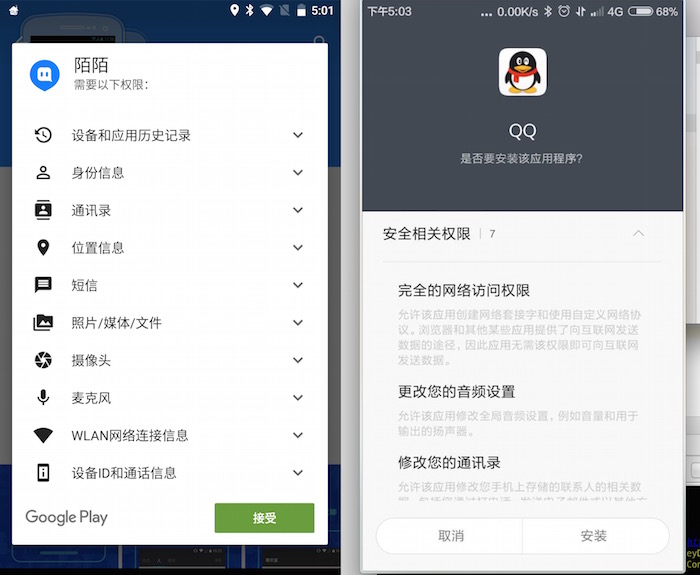 5:01
陌陌
需要以下权限：
设备和应用历史记录
身份信息
通讯录
位置信息
短信
照片/媒体/文件
摄像头
麦克风
WLAN网络连接信息
设备ID和通话信息
Google Play
接受
下午5:03
... 0.00K/s 4G 68%
QQ
是否要安装该应用程序?
安全相关权限 | 7
完全的网络访问权限
允许该应用创建网络套接字和使用自定义网络协
议。浏览器和其他某些应用提供了向互联网发送
数据的途径，因此应用无需该权限即可向互联网
发送数据。
更改您的音频设置
允许该应用修改全局音频设置，例如音量和用于
输出的扬声器。
修改您的通讯录
允许该应用修改您手机上存储的联系人的相关数
取消
安装